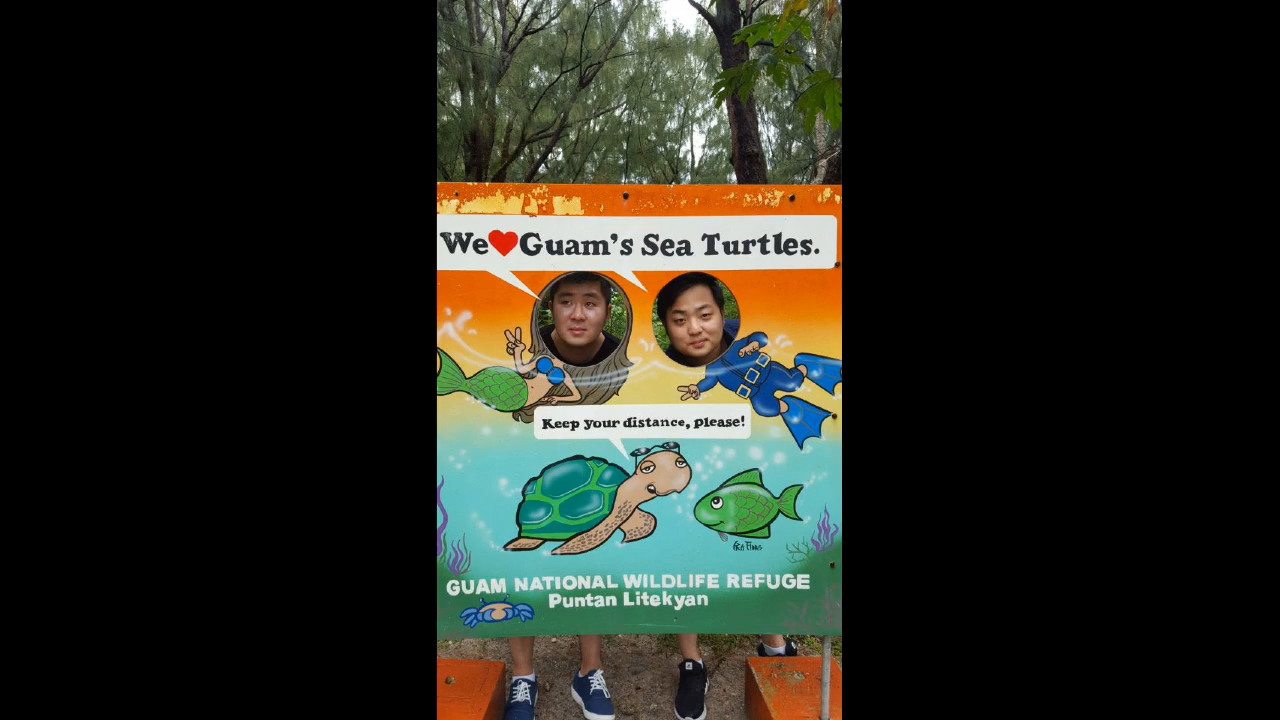 We ❤ Guam's Sea Turtles.
Keep your distance, please!
GUAM NATIONAL WILDLIFE REFUGE
Puntan Litekyan